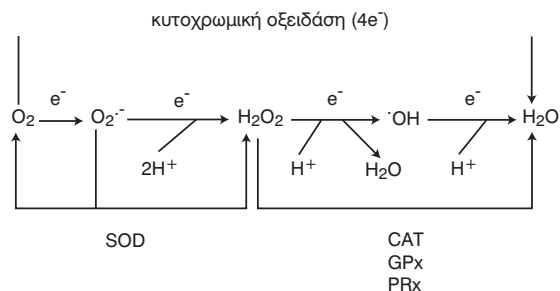 κυτοχρωμική οξειδάση (4e⁻)
e⁻ e⁻ e⁻ e⁻
O₂ O₂·⁻ H₂O₂ ·OH H₂O
2H⁺ H⁺ H₂O H⁺
SOD CAT
GPx
PRx